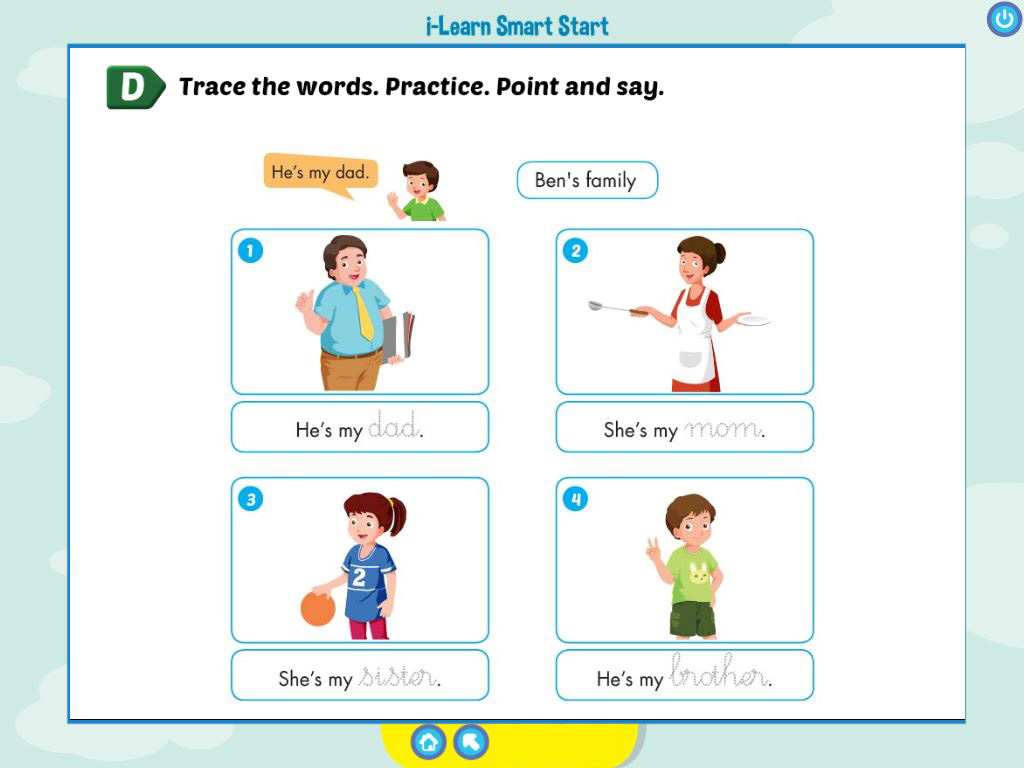 i-Learn Smart Start
D Trace the words. Practice. Point and say.
He's my dad.
Ben's family
1
He's my dad.
2
She's my mom.
3
2
She's my sister.
4
He's my brother.